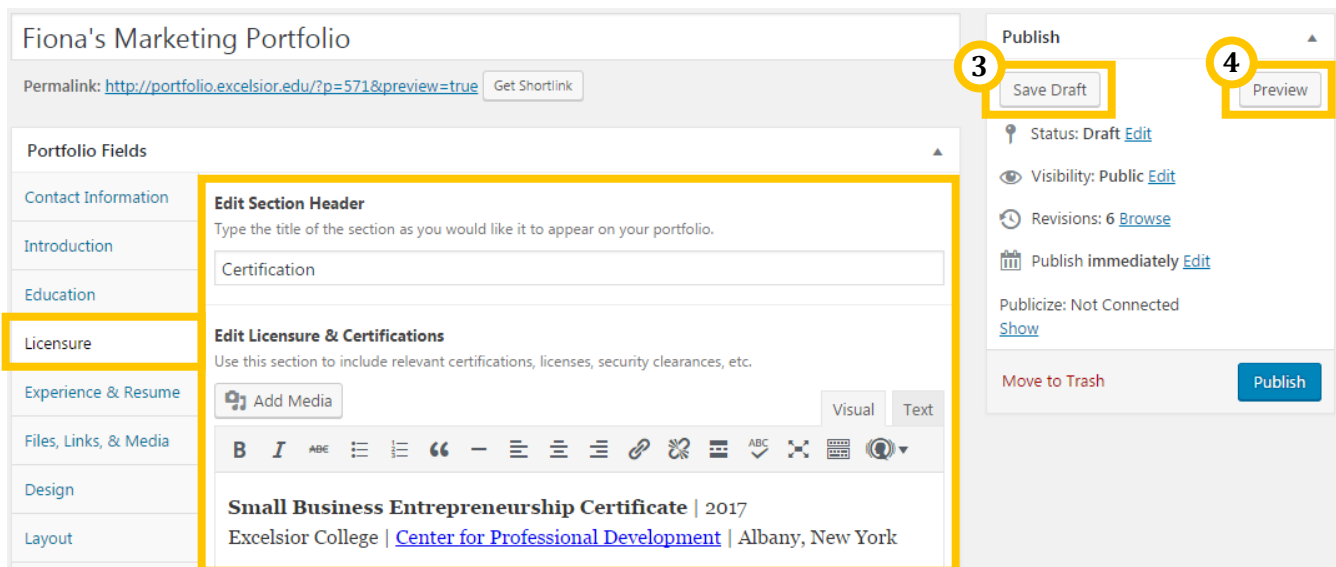 Fiona's Marketing Portfolio
Permalink: http://portfolio.excelsior.edu/?p=571&preview=true Get Shortlink
Portfolio Fields
Contact Information
Introduction
Education
Licensure
Experience & Resume
Files, Links, & Media
Design
Layout
Edit Section Header
Type the title of the section as you would like it to appear on your portfolio.
Certification
Edit Licensure & Certifications
Use this section to include relevant certifications, licenses, security clearances, etc.
Add Media
Visual Text
B I ABC ABC
Small Business Entrepreneurship Certificate | 2017
Excelsior College | Center for Professional Development | Albany, New York
Publish
3 4
Save Draft Preview
Status: Draft Edit
Visibility: Public Edit
Revisions: 6 Browse
Publish immediately Edit
Publicize: Not Connected
Show
Move to Trash Publish